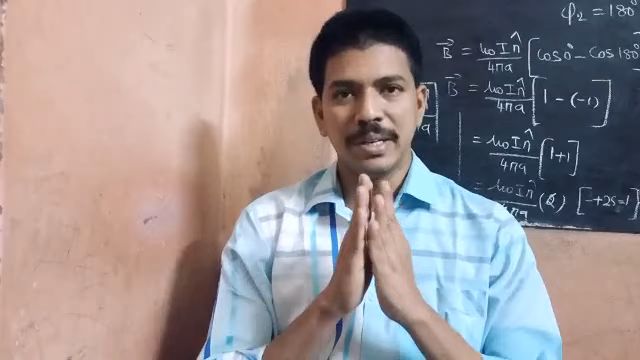 φ₂ = 180°
B⃗ = μ₀In̂/4πa [cos0° − cos180°
B⃗ = μ₀In̂/4πa [1 − (−1)]
= μ₀In̂/4πa [1+1]
= μ₀In̂/4πa (2)